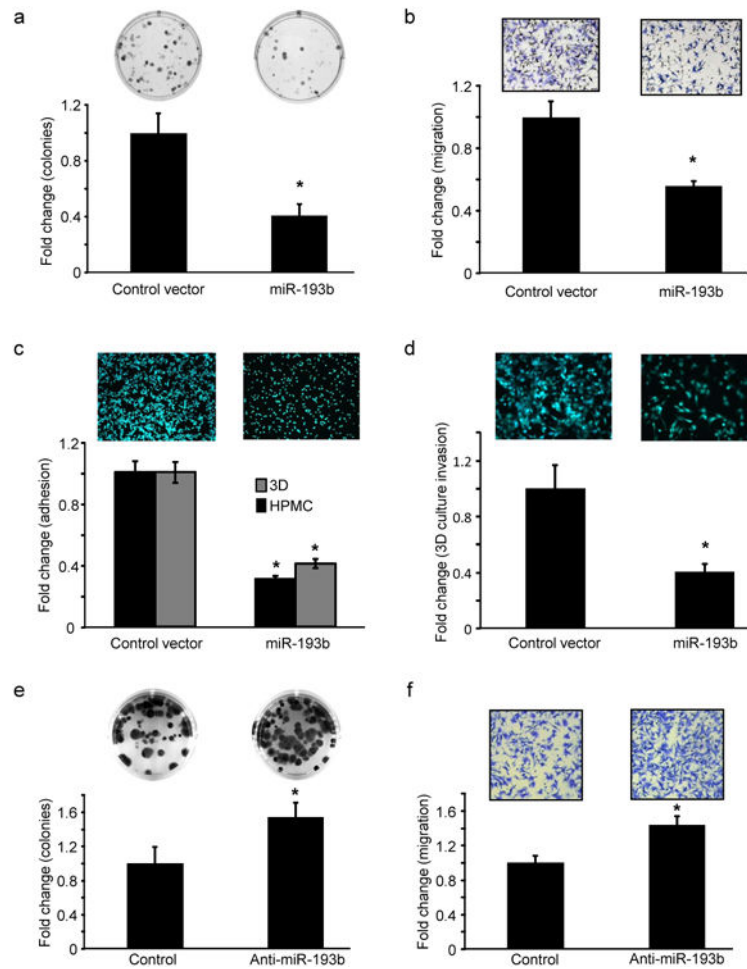 a
Fold change (colonies)
1.2
0.8
0.4
0
*
Control vector
miR-193b
b
Fold change (migration)
1.2
0.8
0.6
0
*
Control vector
miR-193b
c
Fold change (adhesion)
1.2
0.8
0.4
0
3D
HPMC
*
*
Control vector
miR-193b
d
Fold change (3D culture invasion)
1.2
0.8
0.4
0
*
Control vector
miR-193b
e
Fold change (colonies)
1.6
1.2
0.8
0.4
0
*
Control
Anti-miR-193b
f
Fold change (migration)
1.6
1.2
0.8
0.4
0
*
Control
Anti-miR-193b